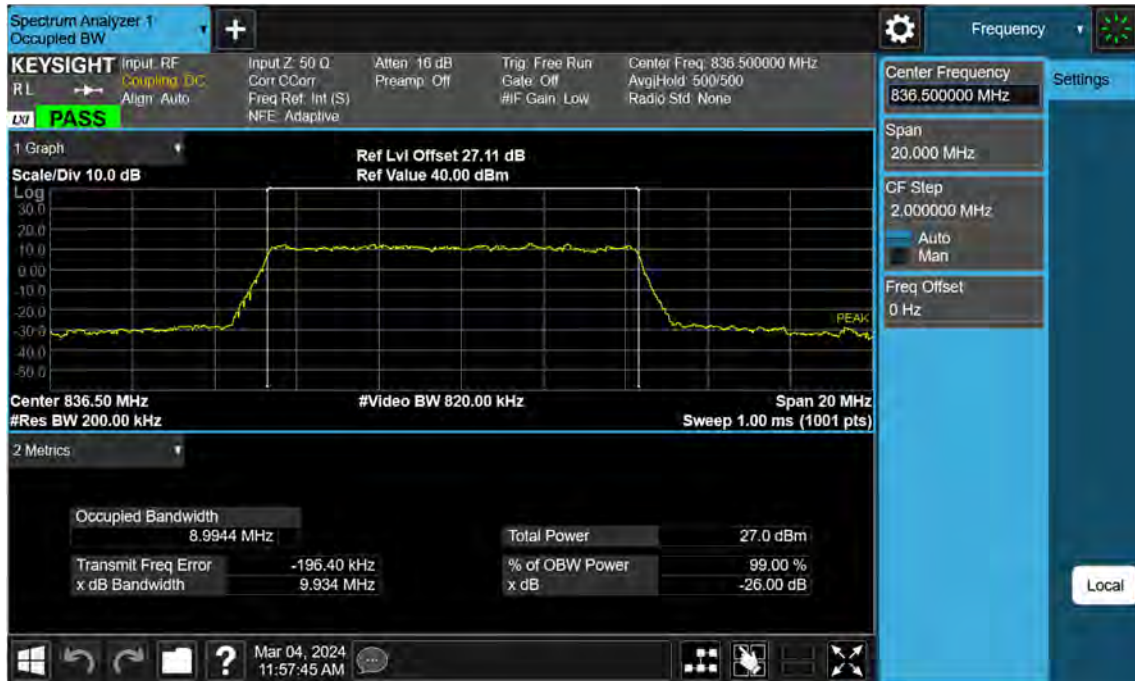 Spectrum Analyzer 1
Occupied BW
+
Frequency
KEYSIGHT
RL
LXI
PASS
Input: RF
Coupling: DC
Align: Auto
Input Z: 50 Ω
Corr CCorr
Freq Ref: Int (S)
NFE: Adaptive
Atten: 16 dB
Preamp: Off
Trig: Free Run
Gate: Off
#IF Gain: Low
Center Freq: 836.500000 MHz
Avg|Hold: 500/500
Radio Std: None
Center Frequency
836.500000 MHz
Settings
Span
20.000 MHz
CF Step
2.000000 MHz
Auto
Man
Freq Offset
0 Hz
Local
1 Graph
Scale/Div 10.0 dB
Ref Lvl Offset 27.11 dB
Ref Value 40.00 dBm
Log
30.0
20.0
10.0
0.00
-10.0
-20.0
-30.0
-40.0
-50.0
PEAK
Center 836.50 MHz
#Video BW 820.00 kHz
Span 20 MHz
#Res BW 200.00 kHz
Sweep 1.00 ms (1001 pts)
2 Metrics
Occupied Bandwidth
8.9944 MHz
Total Power 27.0 dBm
Transmit Freq Error -196.40 kHz
% of OBW Power 99.00 %
x dB Bandwidth 9.934 MHz
x dB -26.00 dB
?
Mar 04, 2024
11:57:45 AM